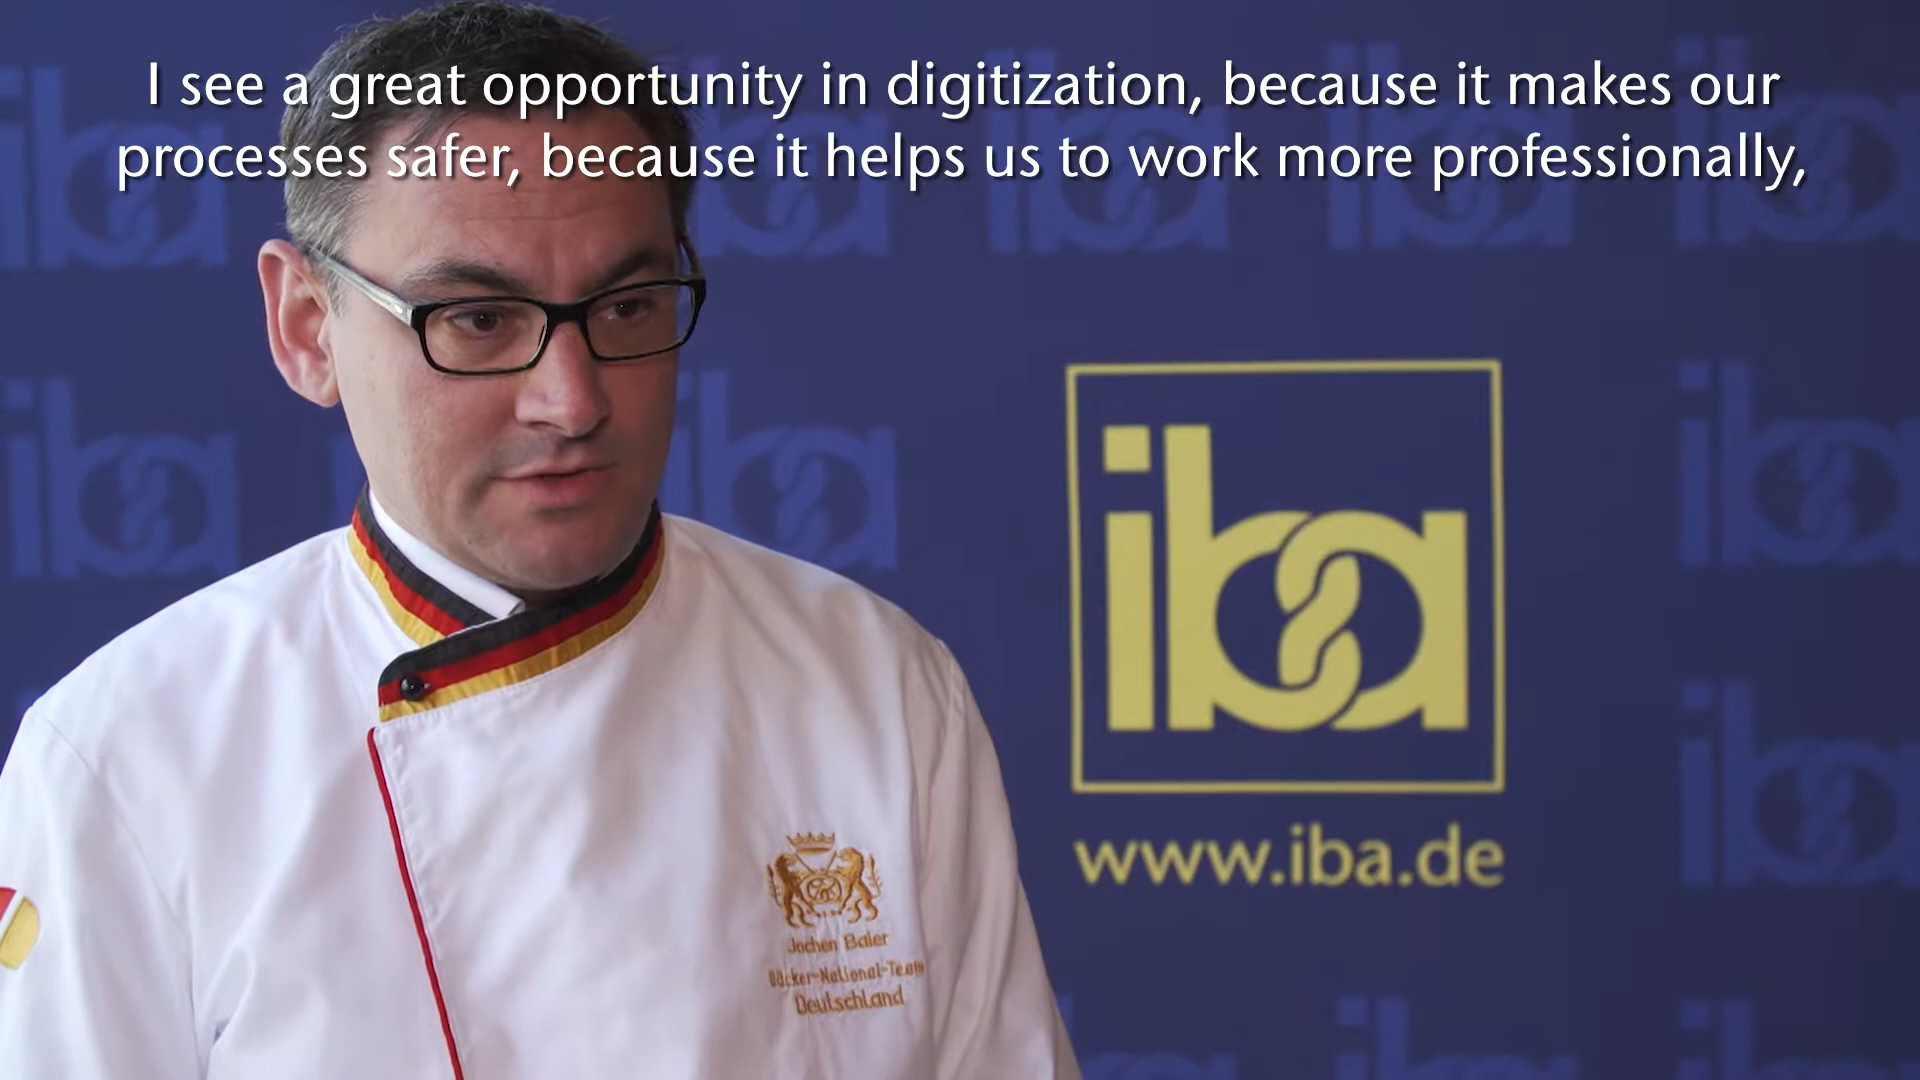 I see a great opportunity in digitization, because it makes our
processes safer, because it helps us to work more professionally,
iba
www.iba.de
Jochen Baier
Bäcker-National-Team
Deutschland